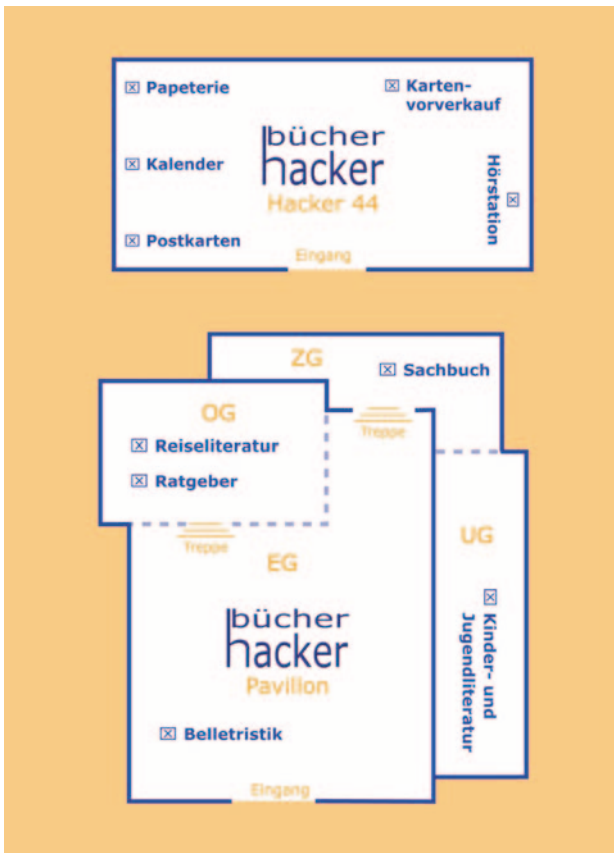 ☒ Papeterie
☒ Karten-
vorverkauf
bücher
hacker
Hacker 44
☒ Kalender
☒ Hörstation
☒ Postkarten
Eingang
ZG
☒ Sachbuch
OG
Treppe
☒ Reiseliteratur
☒ Ratgeber
Treppe
EG
UG
bücher
hacker
Pavillon
☒ Kinder- und
Jugendliteratur
☒ Belletristik
Eingang